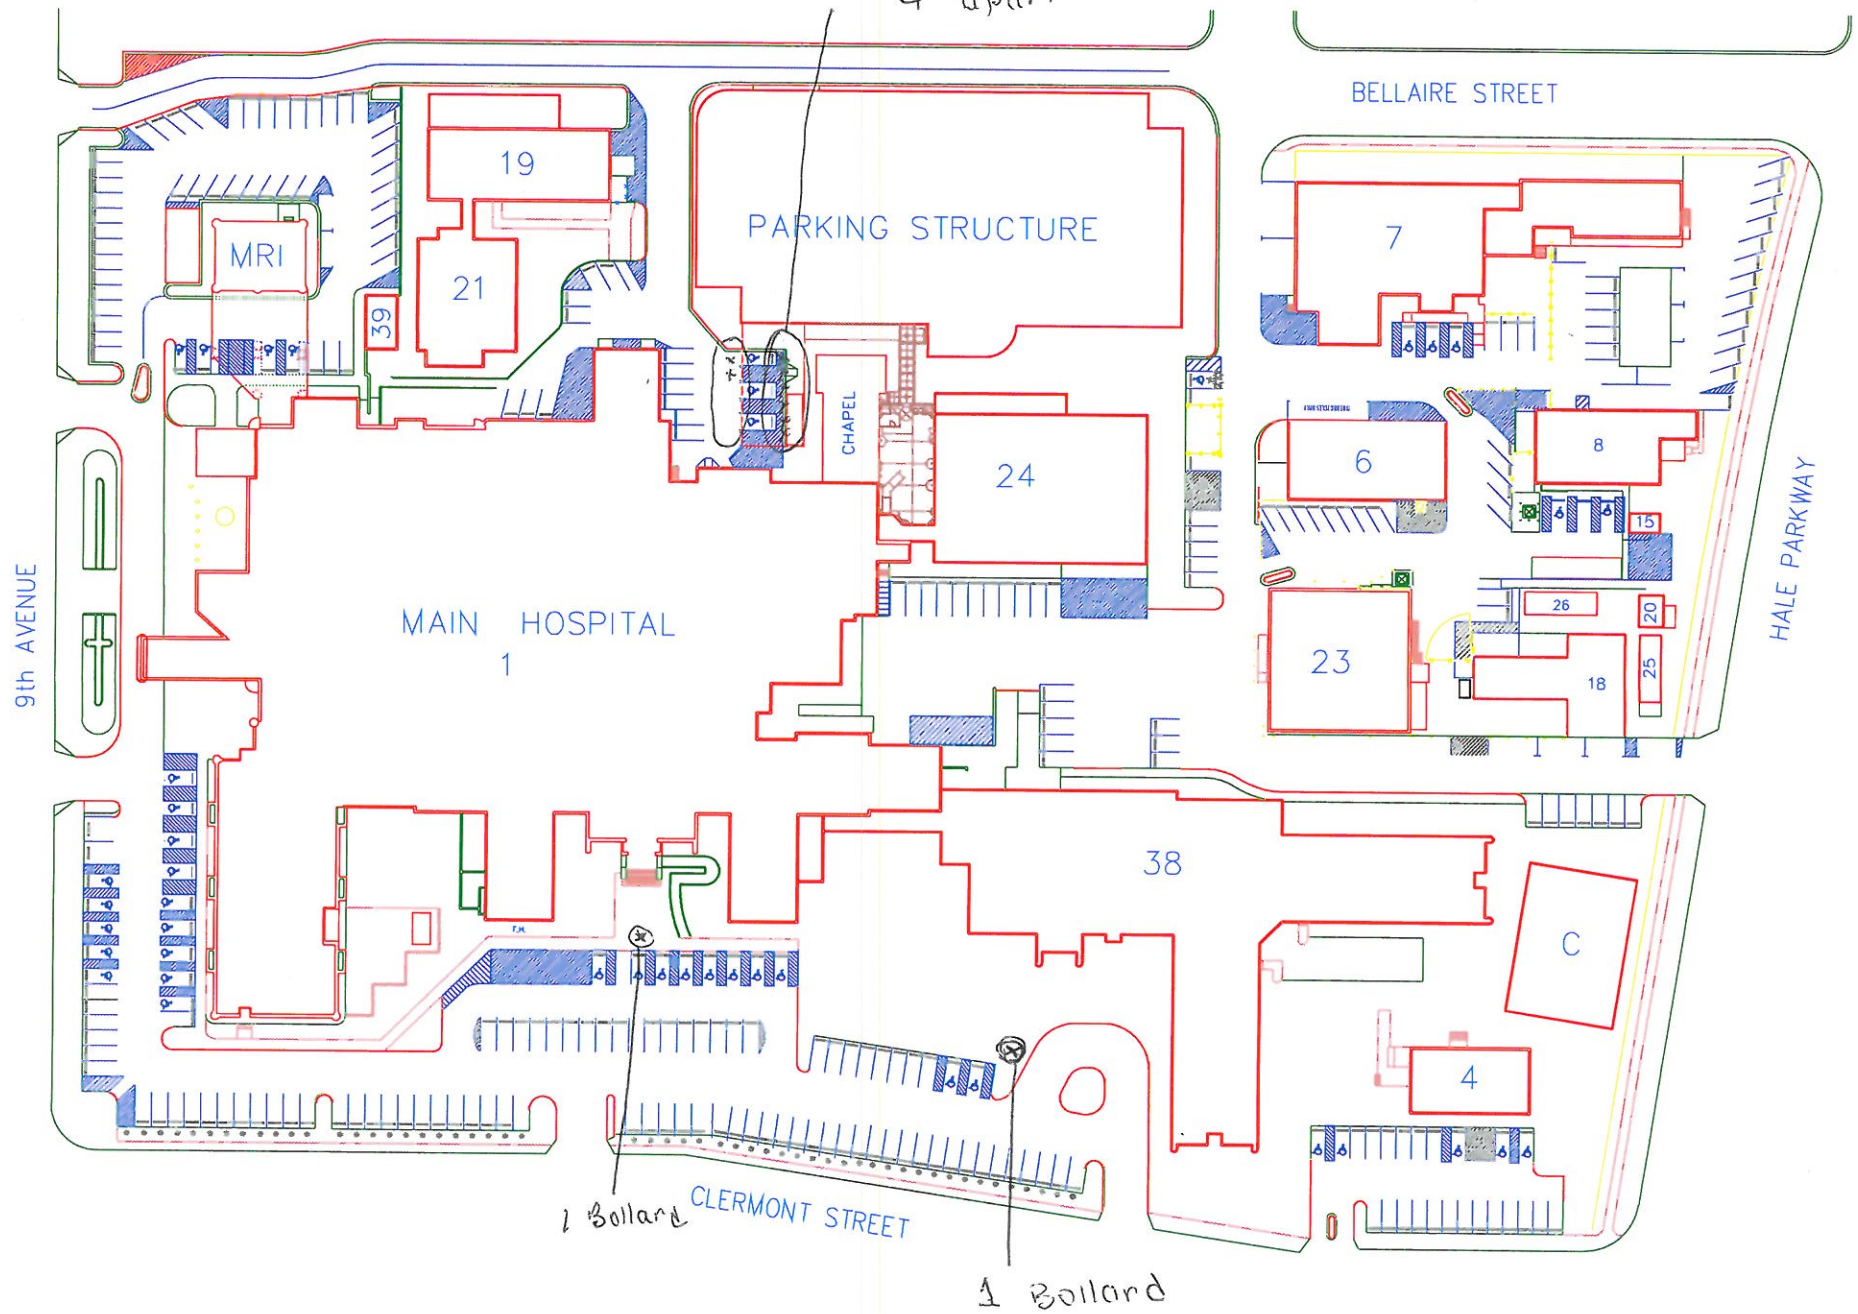 4
BELLAIRE STREET
19
PARKING STRUCTURE
7
MRI
21
39
CHAPEL
24
6
8
15
HALE PARKWAY
9th AVENUE
MAIN HOSPITAL
1
26
20
23
18
25
38
C
4
1 Bollard
CLERMONT STREET
1 Bollard